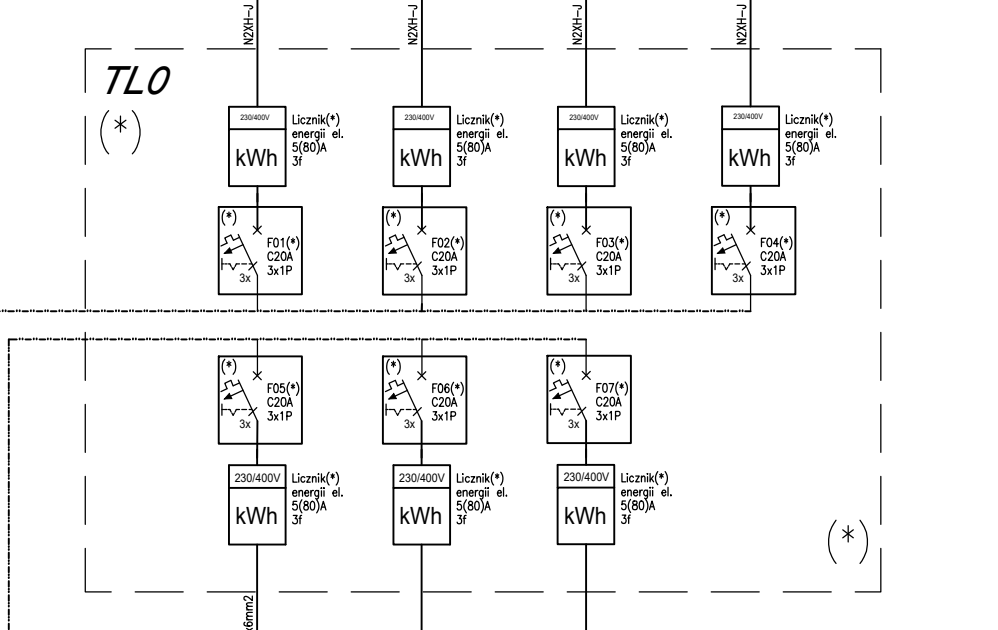 N2XH-J
N2XH-J
N2XH-J
N2XH-J
TL0
(*)
230/400V
kWh
Licznik(*)
energii el.
5(80)A
3f
230/400V
kWh
Licznik(*)
energii el.
5(80)A
3f
230/400V
kWh
Licznik(*)
energii el.
5(80)A
3f
230/400V
kWh
Licznik(*)
energii el.
5(80)A
3f
(*)
F01(*)
C20A
3x1P
3x
(*)
F02(*)
C20A
3x1P
3x
(*)
F03(*)
C20A
3x1P
3x
(*)
F04(*)
C20A
3x1P
3x
(*)
F05(*)
C20A
3x1P
3x
(*)
F06(*)
C20A
3x1P
3x
(*)
F07(*)
C20A
3x1P
3x
230/400V
kWh
Licznik(*)
energii el.
5(80)A
3f
230/400V
kWh
Licznik(*)
energii el.
5(80)A
3f
230/400V
kWh
Licznik(*)
energii el.
5(80)A
3f
(*)
x6mm2